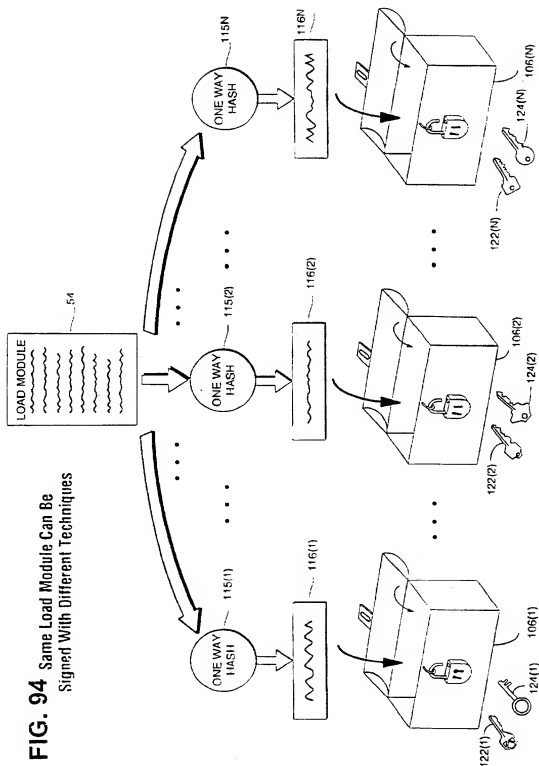 FIG. 94 Same Load Module Can Be
Signed With Different Techniques
LOAD MODULE
54
ONE WAY
HASH
115(1)
ONE WAY
HASH
115(2)
ONE WAY
HASH
115N
116(1)
116(2)
116N
106(1)
122(1)
124(1)
106(2)
122(2)
124(2)
106(N)
122(N)
124(N)